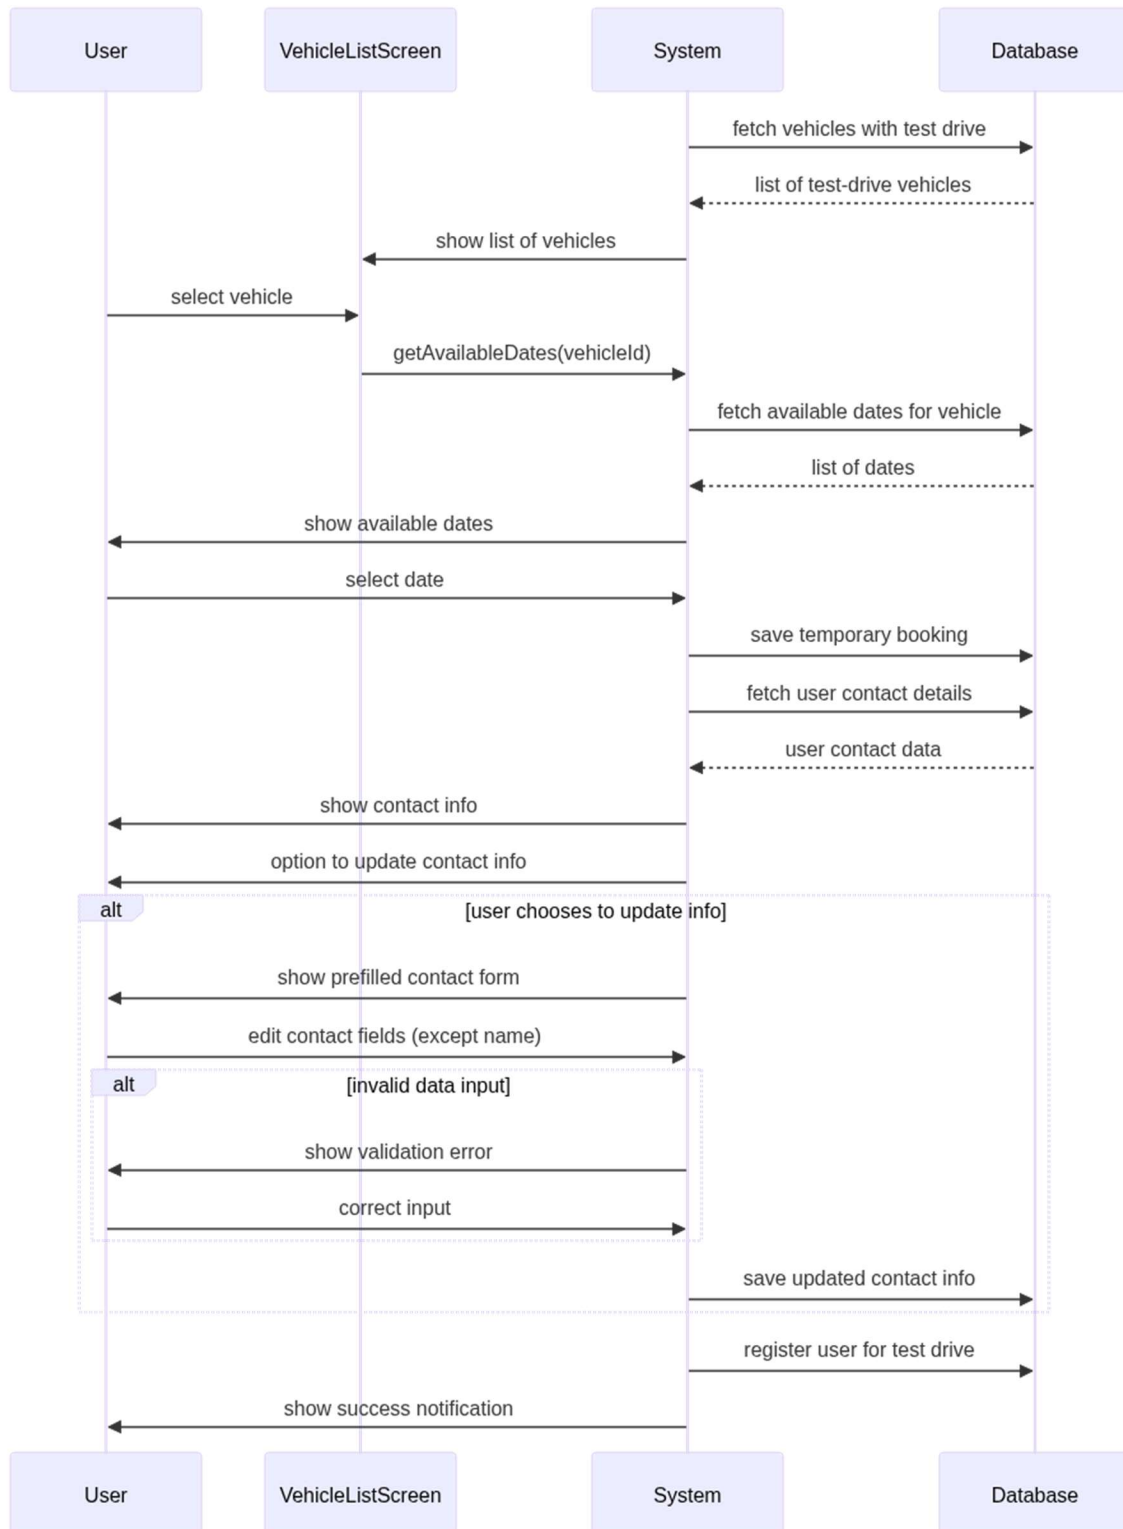 User
VehicleListScreen
System
Database
fetch vehicles with test drive
list of test-drive vehicles
show list of vehicles
select vehicle
getAvailableDates(vehicleId)
fetch available dates for vehicle
list of dates
show available dates
select date
save temporary booking
fetch user contact details
user contact data
show contact info
option to update contact info
alt
[user chooses to update info]
show prefilled contact form
edit contact fields (except name)
alt
[invalid data input]
show validation error
correct input
save updated contact info
register user for test drive
show success notification
User
VehicleListScreen
System
Database